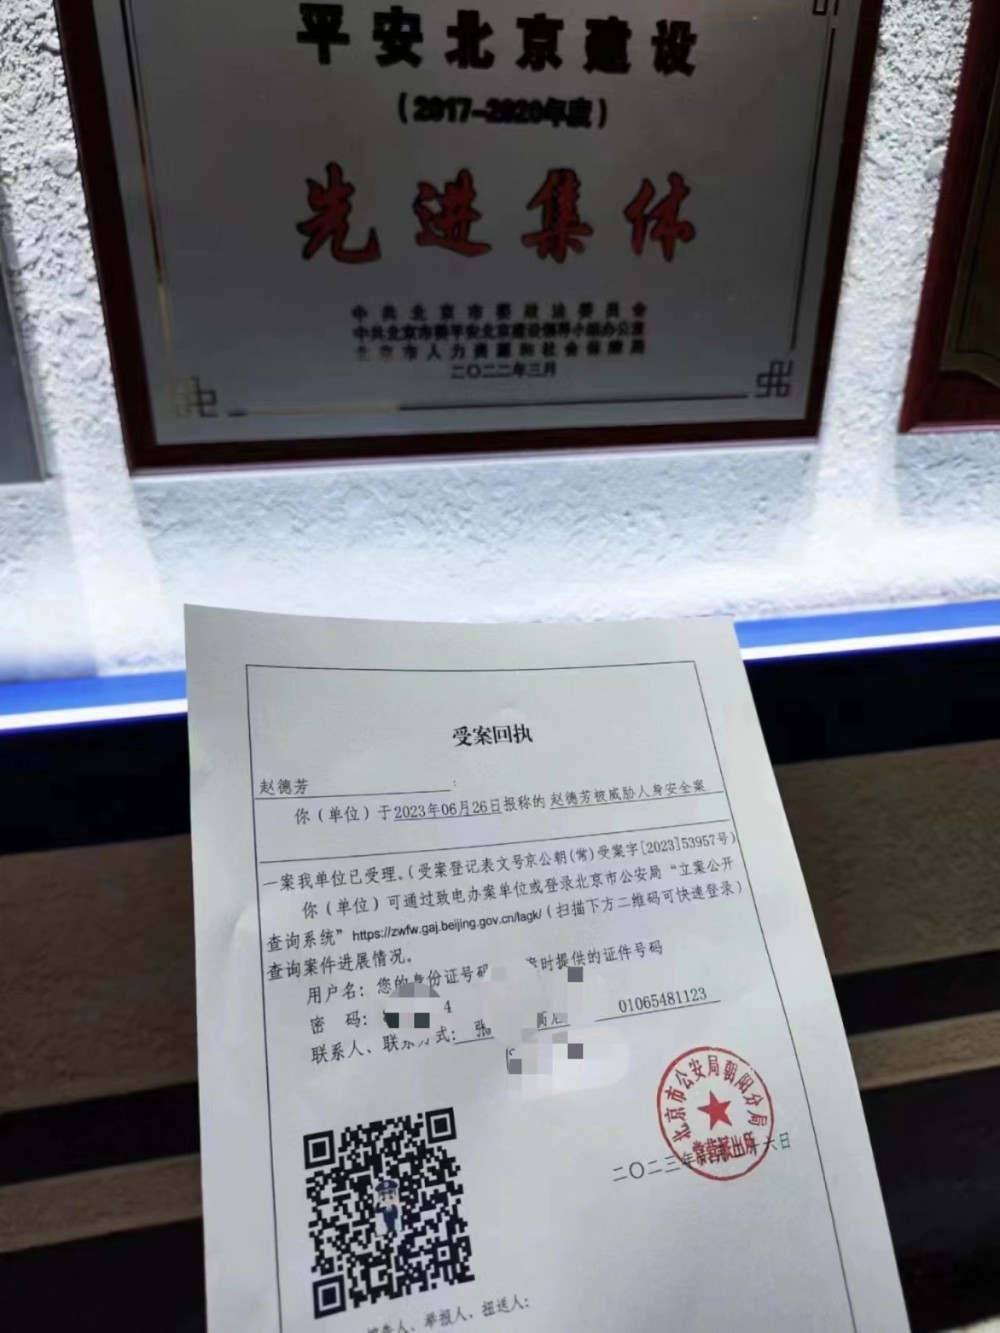 平安北京建设
（2017-2020年度）
先进集体
中共北京市委政法委员会
中共北京市委平安北京建设领导小组办公室
北京市人力资源和社会保障局
二〇二二年三月
受案回执
赵德芳：
你（单位）于2023年06月26日报称的 赵德芳被威胁人身安全案
一案我单位已受理。（受案登记表文号京公朝(常)受案字[2023]53957号）
你（单位）可通过致电办案单位或登录北京市公安局“立案公开
查询系统”https://zwfw.gaj.beijing.gov.cn/lagk/（扫描下方二维码可快速登录）
查询案件进展情况。
用户名：您的身份证号码 时提供的证件号码
密 码： 4
联系人、联系方式： 张 01065481123
北京市公安局朝阳分局
常营派出所
二〇二三年 十六日
告人、举报人、扭送人：